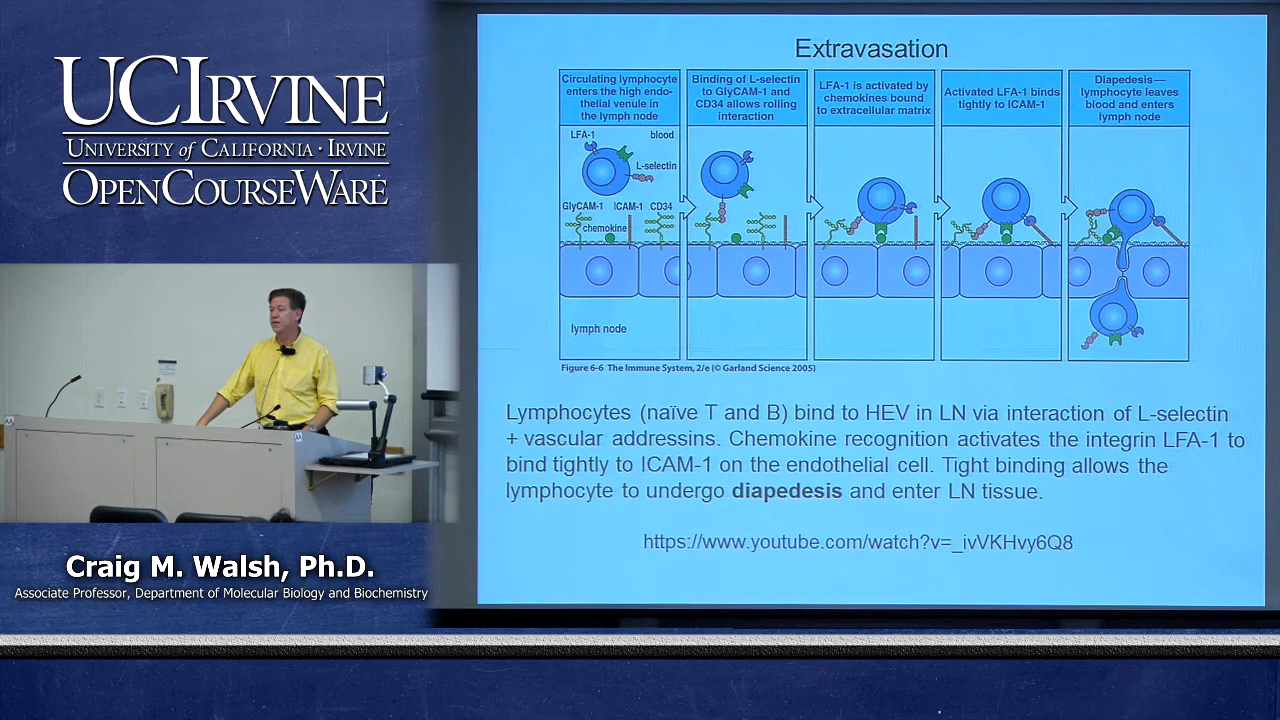 UCIRVINE
UNIVERSITY of CALIFORNIA · IRVINE
OPENCOURSEWARE
Craig M. Walsh, Ph.D.
Associate Professor, Department of Molecular Biology and Biochemistry
Extravasation
Circulating lymphocyte
enters the high endo-
thelial venule in
the lymph node
Binding of L-selectin
to GlyCAM-1 and
CD34 allows rolling
interaction
LFA-1 is activated by
chemokines bound
to extracellular matrix
Activated LFA-1 binds
tightly to ICAM-1
Diapedesis—
lymphocyte leaves
blood and enters
lymph node
LFA-1 blood
L-selectin
GlyCAM-1 ICAM-1 CD34
chemokine
lymph node
Figure 6-6 The Immune System, 2/e (© Garland Science 2005)
Lymphocytes (naïve T and B) bind to HEV in LN via interaction of L-selectin
+ vascular addressins. Chemokine recognition activates the integrin LFA-1 to
bind tightly to ICAM-1 on the endothelial cell. Tight binding allows the
lymphocyte to undergo diapedesis and enter LN tissue.
https://www.youtube.com/watch?v=_ivVKHvy6Q8